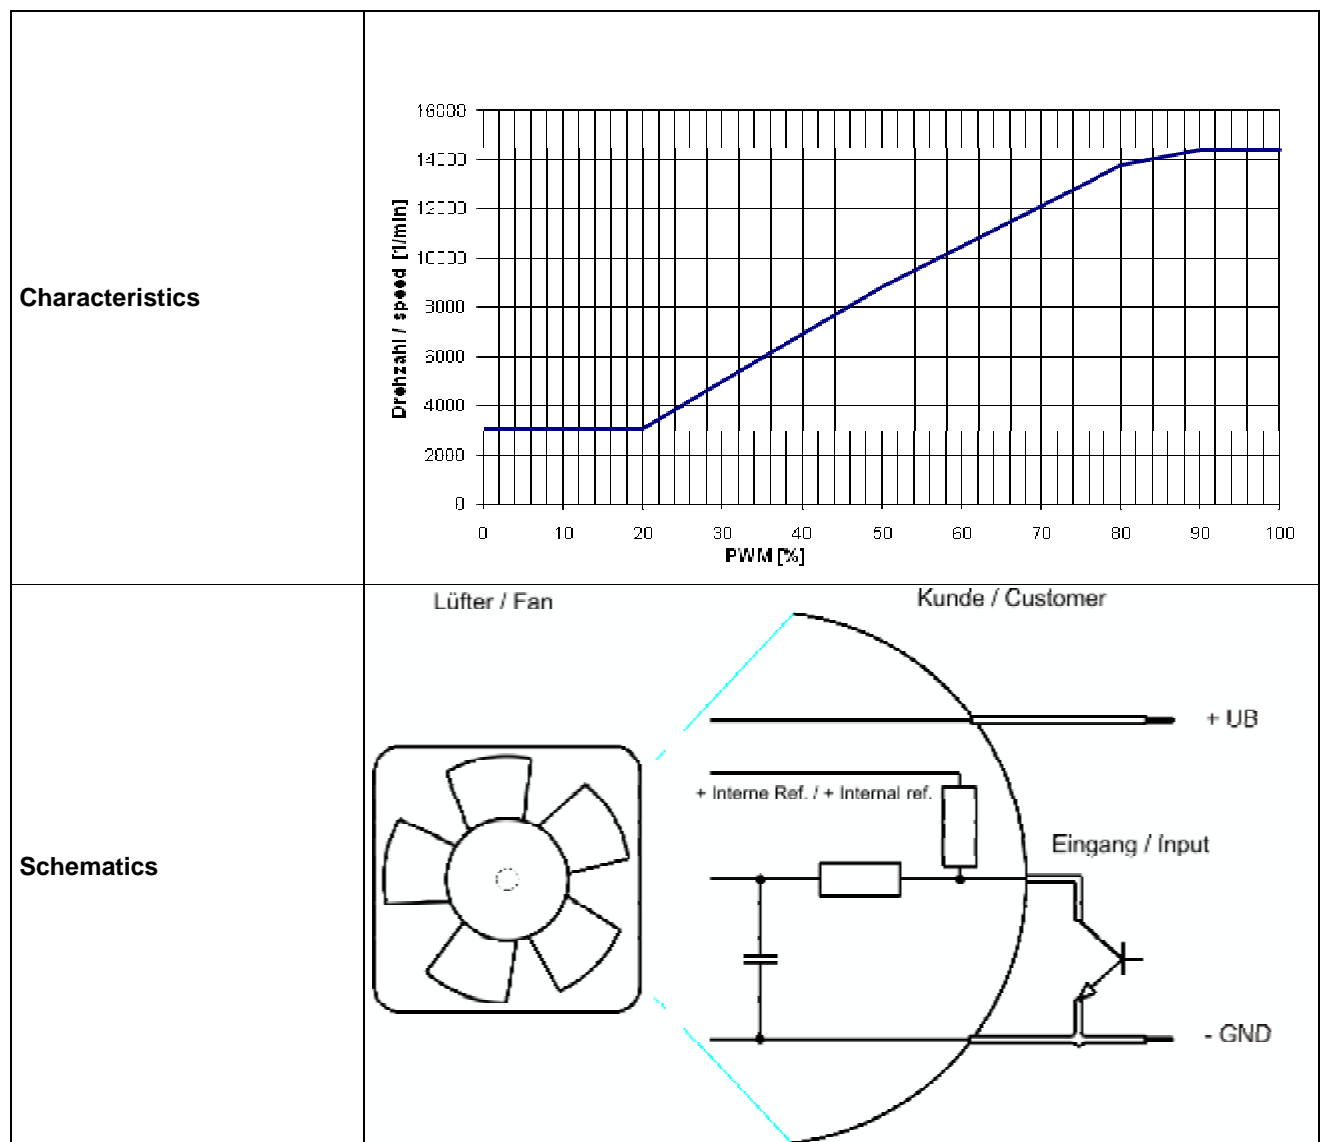 Characteristics
Drehzahl / speed [1/min]
16000
14000
12000
10000
8000
6000
4000
2000
0
0 10 20 30 40 50 60 70 80 90 100
PWM [%]
Schematics
Lüfter / Fan
Kunde / Customer
+ UB
+ Interne Ref. / + Internal ref.
Eingang / Input
- GND